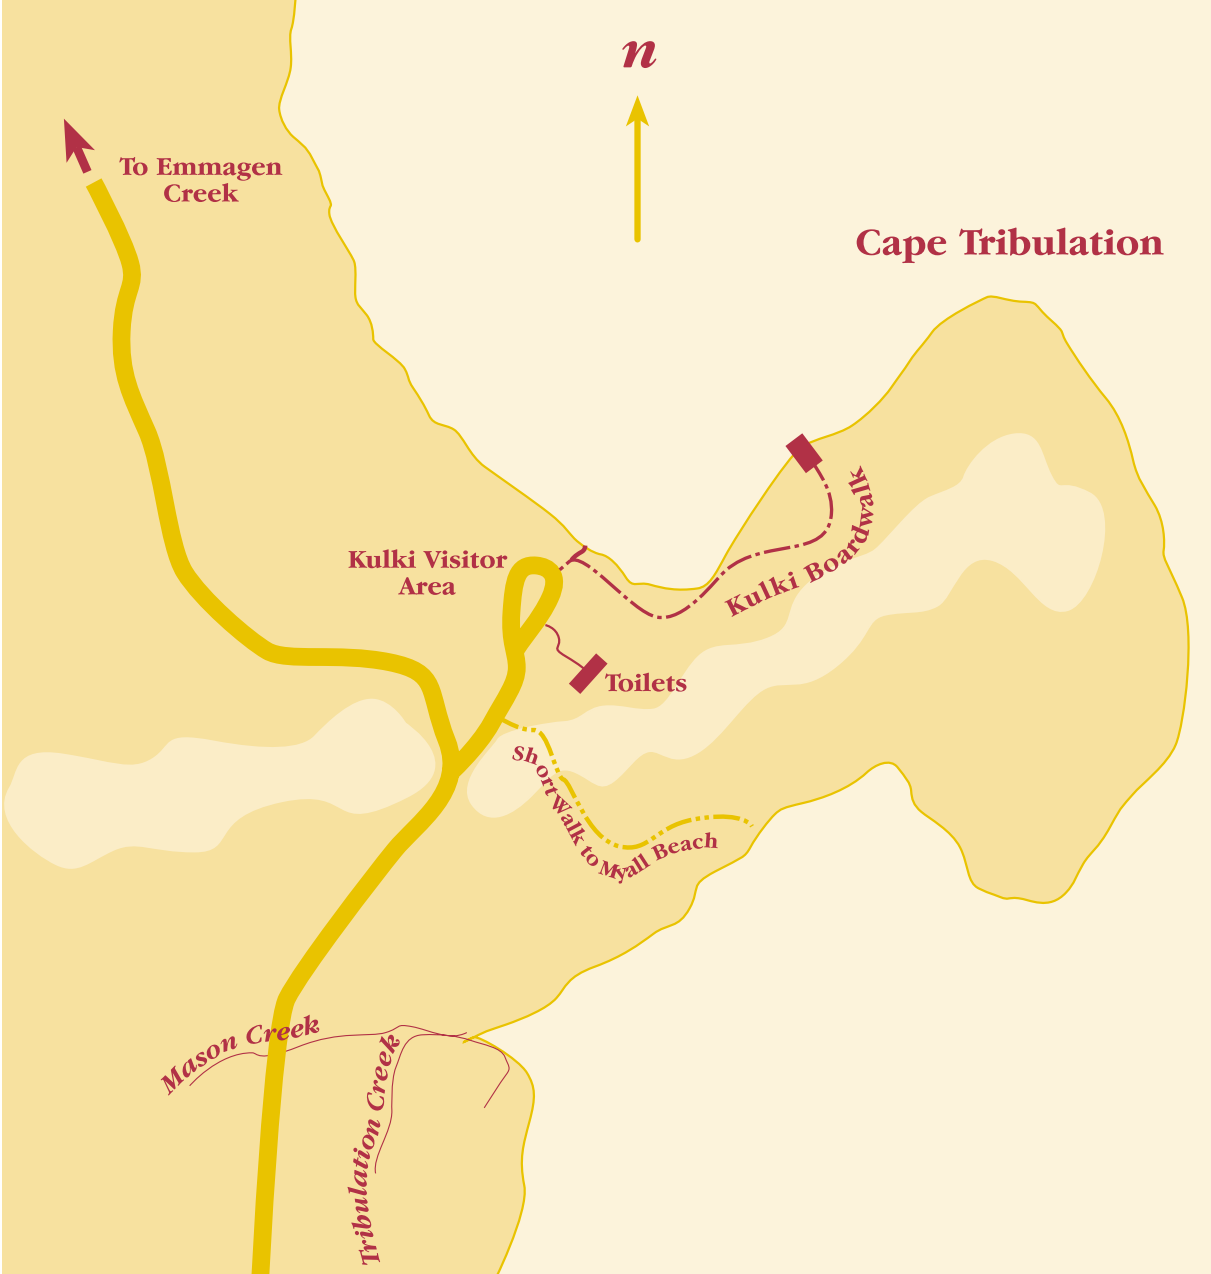 n
To Emmagen
Creek
Cape Tribulation
Kulki Visitor
Area
Kulki Boardwalk
Toilets
Short Walk to Myall Beach
Mason Creek
Tribulation Creek